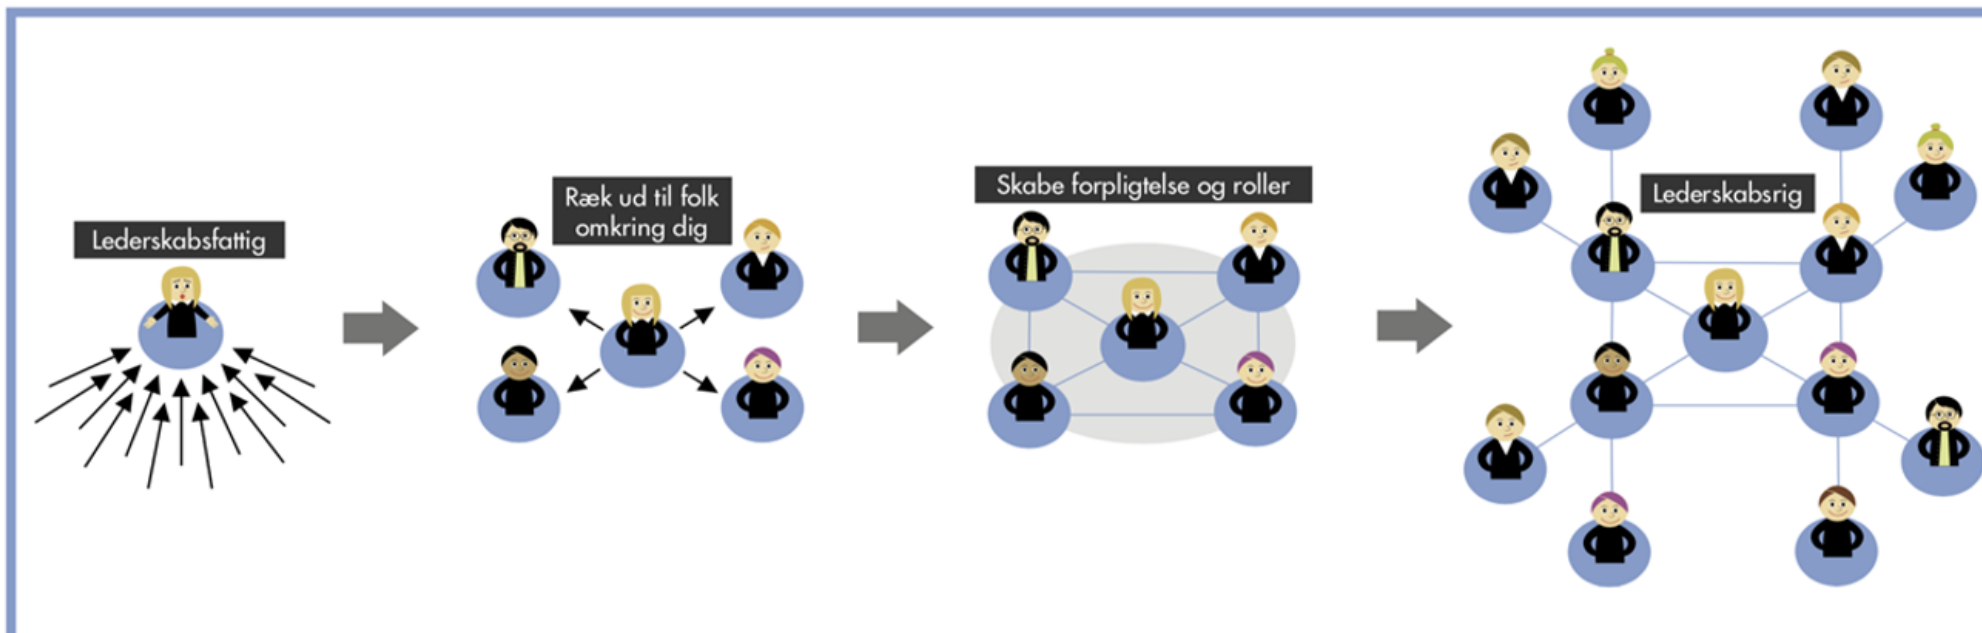 Lederskabsfattig
Ræk ud til folk
omkring dig
Skabe forpligtelse og roller
Lederskabsrig